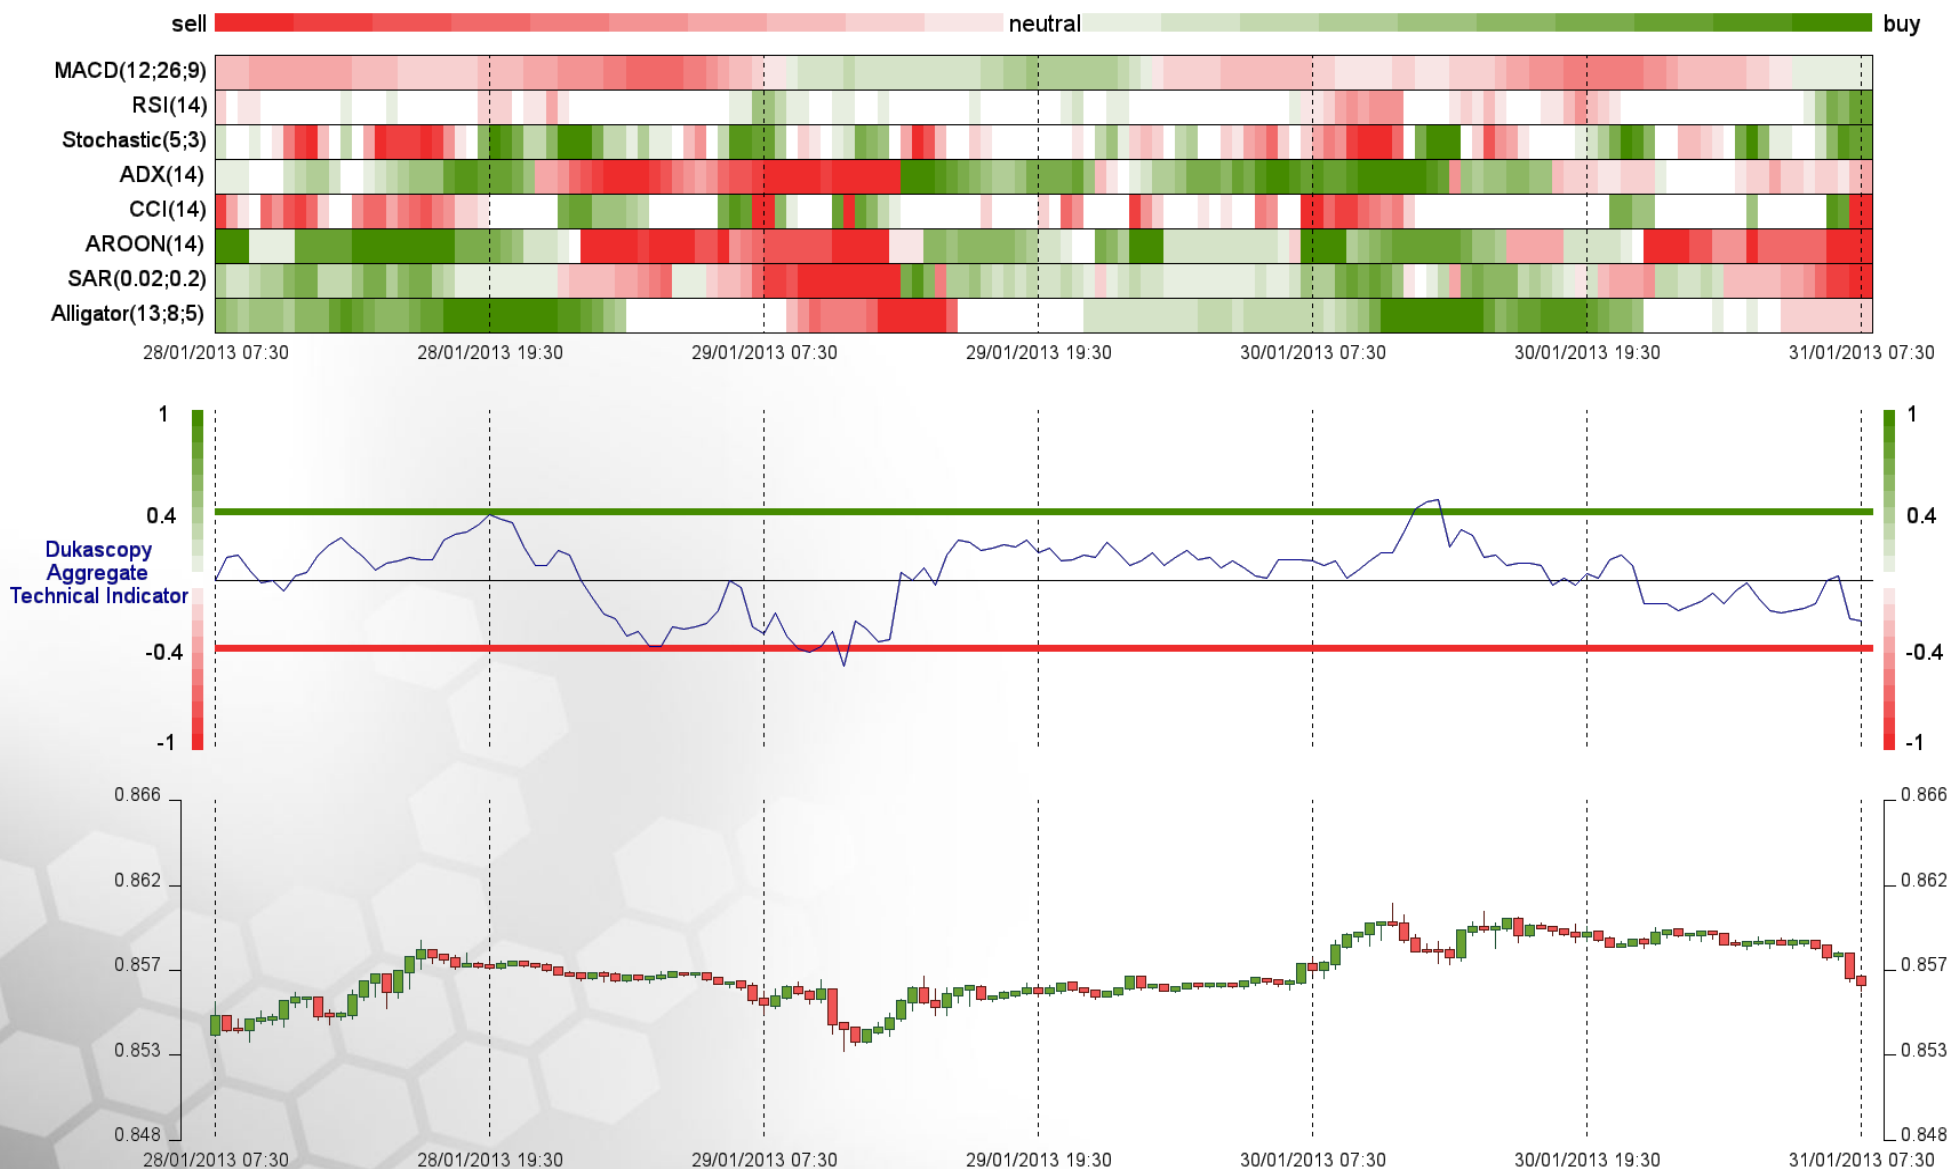 sell neutral buy
MACD(12;26;9)
RSI(14)
Stochastic(5;3)
ADX(14)
CCI(14)
AROON(14)
SAR(0.02;0.2)
Alligator(13;8;5)
28/01/2013 07:30 28/01/2013 19:30 29/01/2013 07:30 29/01/2013 19:30 30/01/2013 07:30 30/01/2013 19:30 31/01/2013 07:30
1 1
0.4 0.4
Dukascopy
Aggregate
Technical Indicator
-0.4 -0.4
-1 -1
0.866 0.866
0.862 0.862
0.857 0.857
0.853 0.853
0.848 0.848
28/01/2013 07:30 28/01/2013 19:30 29/01/2013 07:30 29/01/2013 19:30 30/01/2013 07:30 30/01/2013 19:30 31/01/2013 07:30